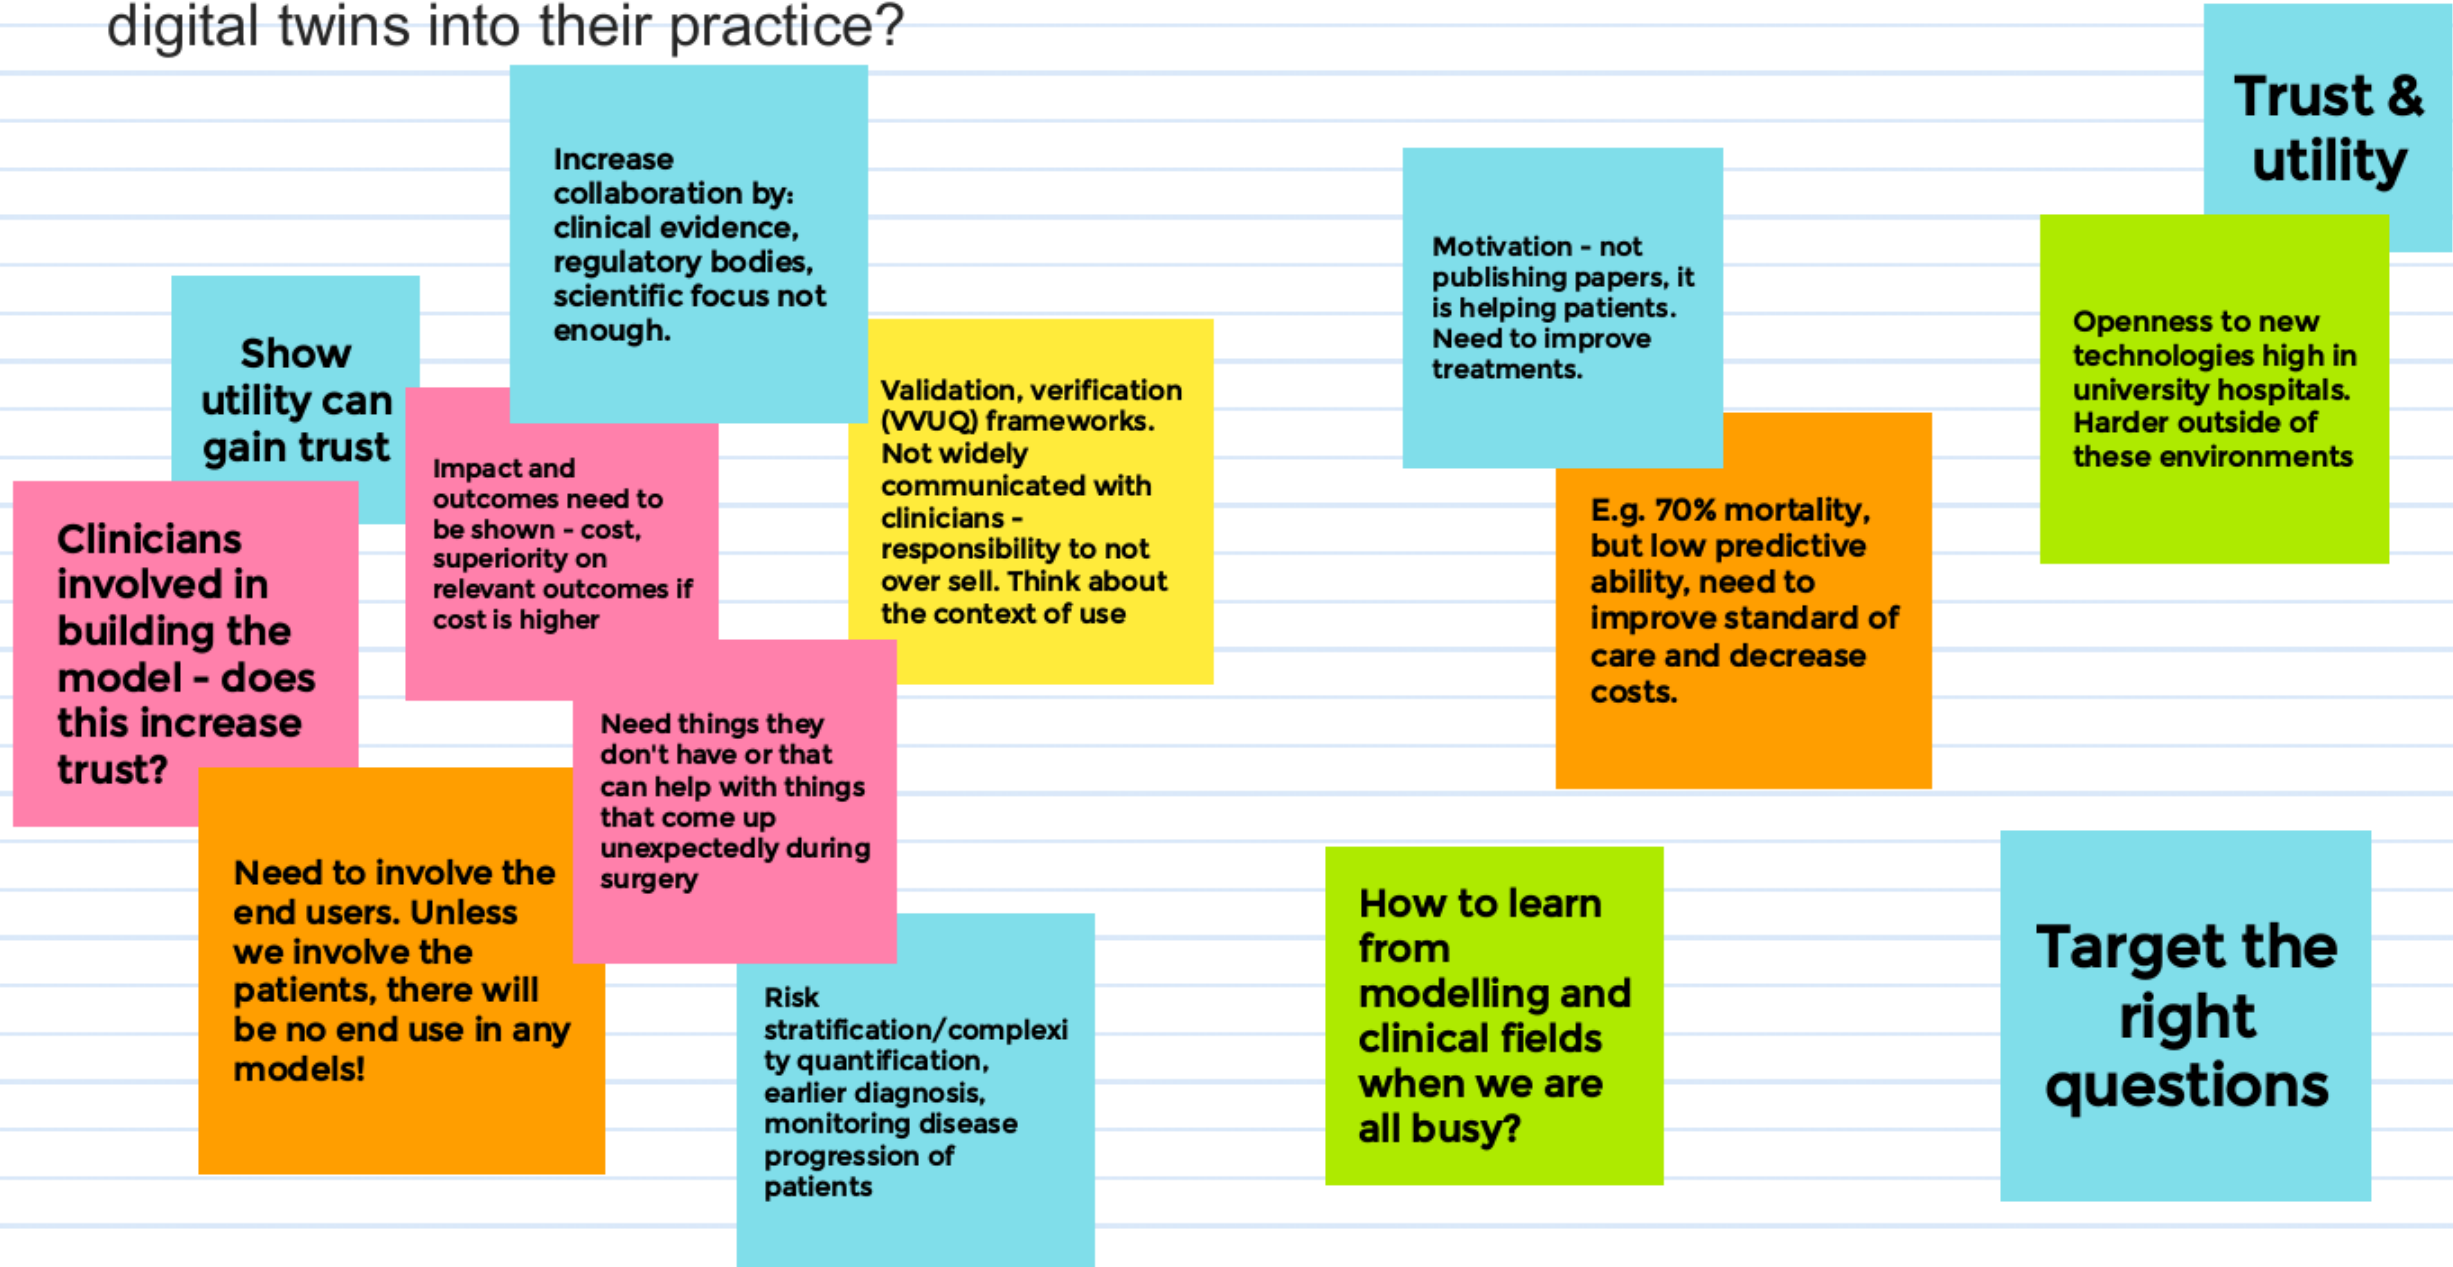 digital twins into their practice?
Trust &
utility
Increase
collaboration by:
clinical evidence,
regulatory bodies,
scientific focus not
enough.
Motivation - not
publishing papers, it
is helping patients.
Need to improve
treatments.
Openness to new
technologies high in
university hospitals.
Harder outside of
these environments
Show
utility can
gain trust
Validation, verification
(VVUQ) frameworks.
Not widely
communicated with
clinicians -
responsibility to not
over sell. Think about
the context of use
Impact and
outcomes need to
be shown - cost,
superiority on
relevant outcomes if
cost is higher
E.g. 70% mortality,
but low predictive
ability, need to
improve standard of
care and decrease
costs.
Clinicians
involved in
building the
model - does
this increase
trust?
Need things they
don't have or that
can help with things
that come up
unexpectedly during
surgery
Need to involve the
end users. Unless
we involve the
patients, there will
be no end use in any
models!
How to learn
from
modelling and
clinical fields
when we are
all busy?
Target the
right
questions
Risk
stratification/complexi
ty quantification,
earlier diagnosis,
monitoring disease
progression of
patients